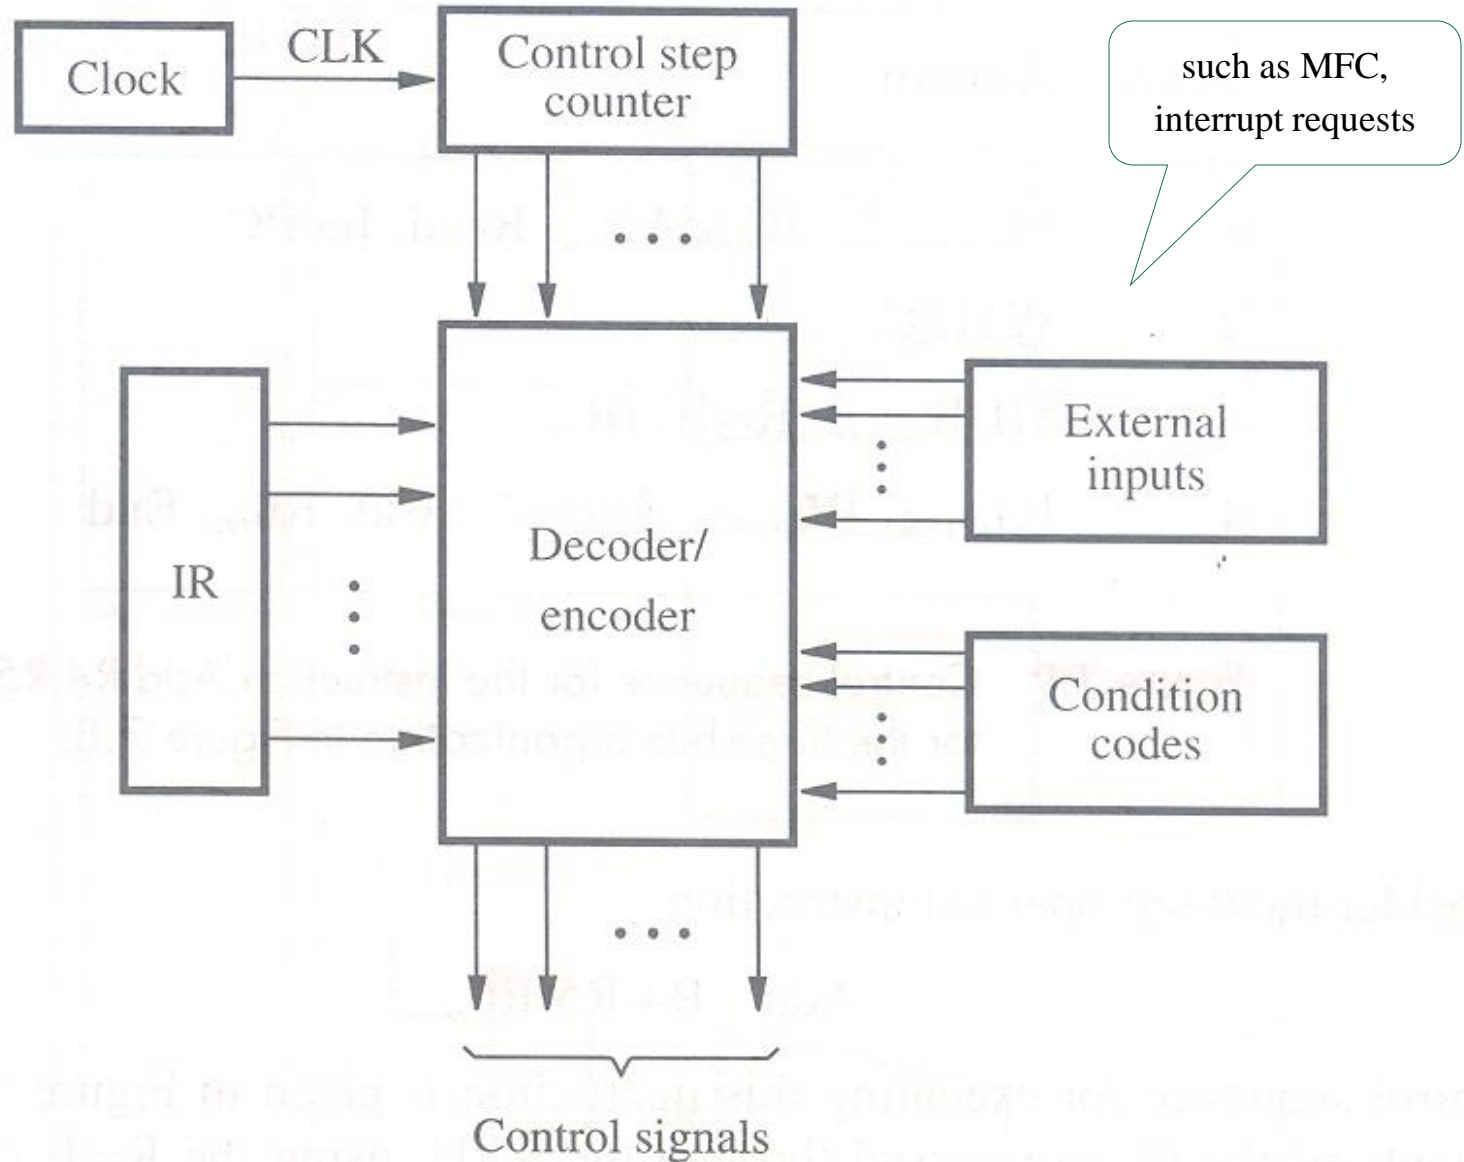 Clock
CLK
Control step
counter
such as MFC,
interrupt requests
IR
Decoder/
encoder
External
inputs
Condition
codes
Control signals